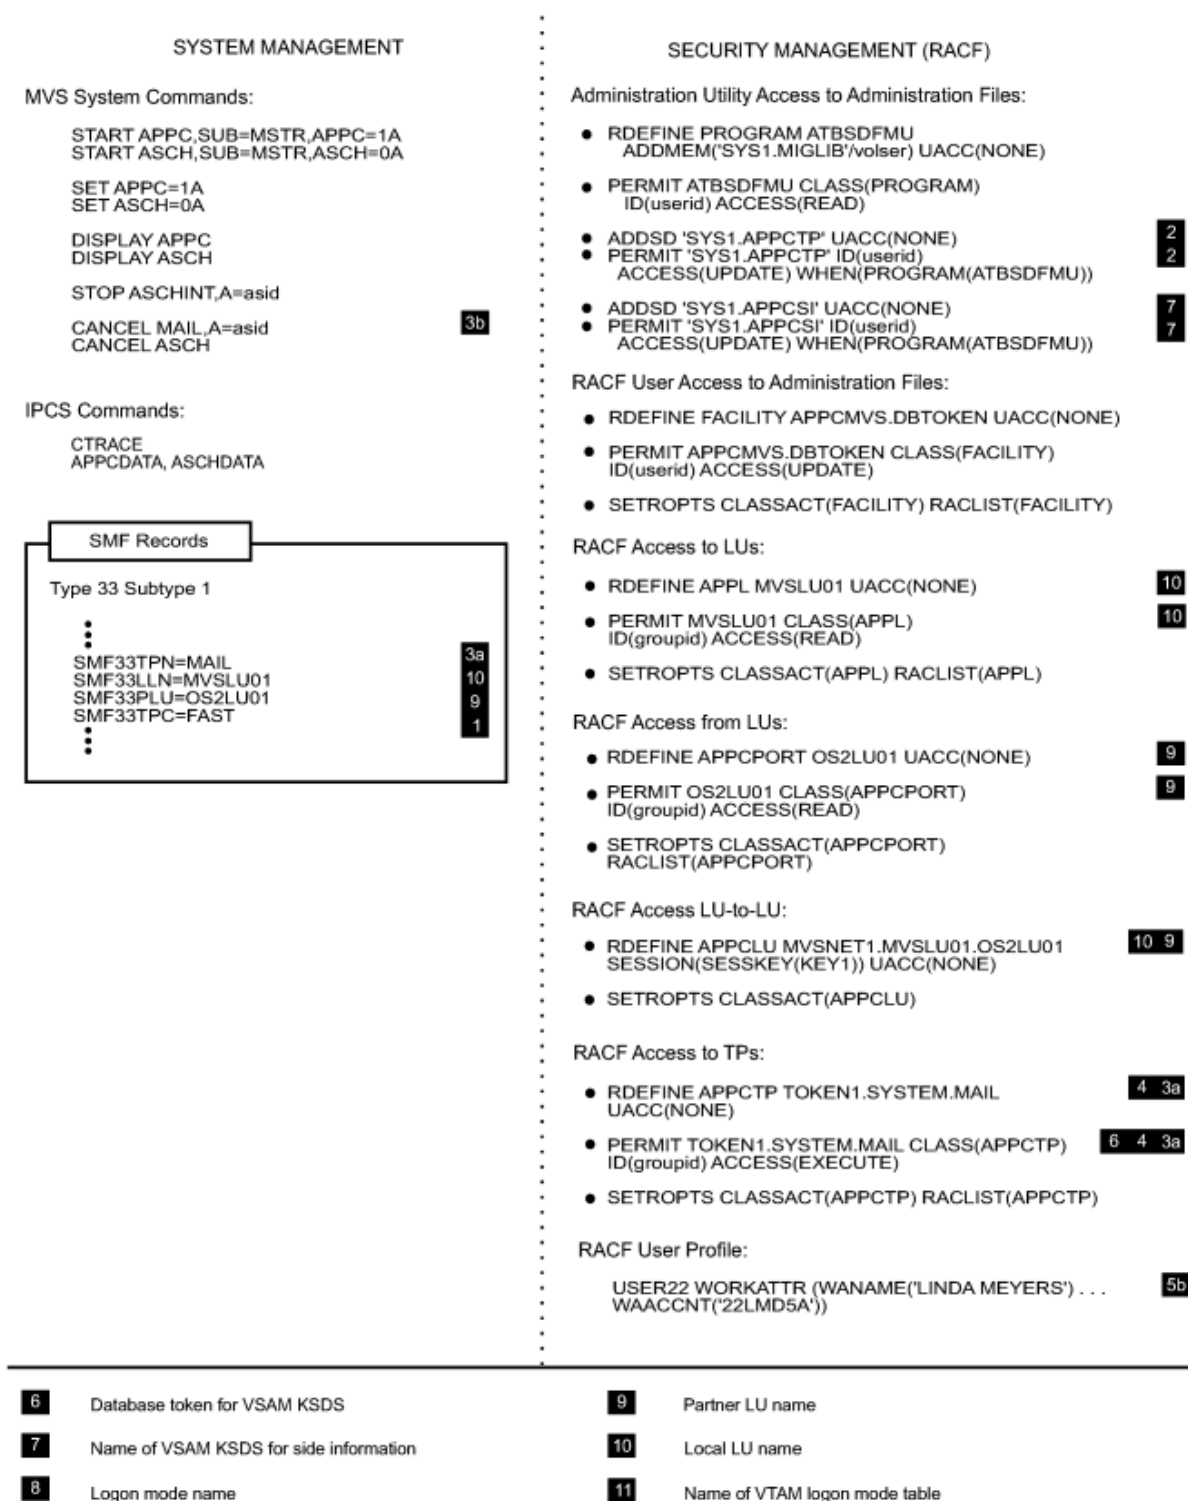 SYSTEM MANAGEMENT
MVS System Commands:
START APPC,SUB=MSTR,APPC=1A
START ASCH,SUB=MSTR,ASCH=0A
SET APPC=1A
SET ASCH=0A
DISPLAY APPC
DISPLAY ASCH
STOP ASCHINT,A=asid
CANCEL MAIL,A=asid 3b
CANCEL ASCH
IPCS Commands:
CTRACE
APPCDATA, ASCHDATA
SMF Records
Type 33 Subtype 1
SMF33TPN=MAIL 3a
SMF33LLN=MVSLU01 10
SMF33PLU=OS2LU01 9
SMF33TPC=FAST 1
SECURITY MANAGEMENT (RACF)
Administration Utility Access to Administration Files:
● RDEFINE PROGRAM ATBSDFMU
ADDMEM('SYS1.MIGLIB'/volser) UACC(NONE)
● PERMIT ATBSDFMU CLASS(PROGRAM)
ID(userid) ACCESS(READ)
● ADDSD 'SYS1.APPCTP' UACC(NONE) 2
● PERMIT 'SYS1.APPCTP' ID(userid) 2
ACCESS(UPDATE) WHEN(PROGRAM(ATBSDFMU))
● ADDSD 'SYS1.APPCSI' UACC(NONE) 7
● PERMIT 'SYS1.APPCSI' ID(userid) 7
ACCESS(UPDATE) WHEN(PROGRAM(ATBSDFMU))
RACF User Access to Administration Files:
● RDEFINE FACILITY APPCMVS.DBTOKEN UACC(NONE)
● PERMIT APPCMVS.DBTOKEN CLASS(FACILITY)
ID(userid) ACCESS(UPDATE)
● SETROPTS CLASSACT(FACILITY) RACLIST(FACILITY)
RACF Access to LUs:
● RDEFINE APPL MVSLU01 UACC(NONE) 10
● PERMIT MVSLU01 CLASS(APPL) 10
ID(groupid) ACCESS(READ)
● SETROPTS CLASSACT(APPL) RACLIST(APPL)
RACF Access from LUs:
● RDEFINE APPCPORT OS2LU01 UACC(NONE) 9
● PERMIT OS2LU01 CLASS(APPCPORT) 9
ID(groupid) ACCESS(READ)
● SETROPTS CLASSACT(APPCPORT)
RACLIST(APPCPORT)
RACF Access LU-to-LU:
● RDEFINE APPCLU MVSNET1.MVSLU01.OS2LU01 10 9
SESSION(SESSKEY(KEY1)) UACC(NONE)
● SETROPTS CLASSACT(APPCLU)
RACF Access to TPs:
● RDEFINE APPCTP TOKEN1.SYSTEM.MAIL 4 3a
UACC(NONE)
● PERMIT TOKEN1.SYSTEM.MAIL CLASS(APPCTP) 6 4 3a
ID(groupid) ACCESS(EXECUTE)
● SETROPTS CLASSACT(APPCTP) RACLIST(APPCTP)
RACF User Profile:
USER22 WORKATTR (WANAME('LINDA MEYERS') . . . 5b
WAACCNT('22LMD5A'))
6 Database token for VSAM KSDS
7 Name of VSAM KSDS for side information
8 Logon mode name
9 Partner LU name
10 Local LU name
11 Name of VTAM logon mode table